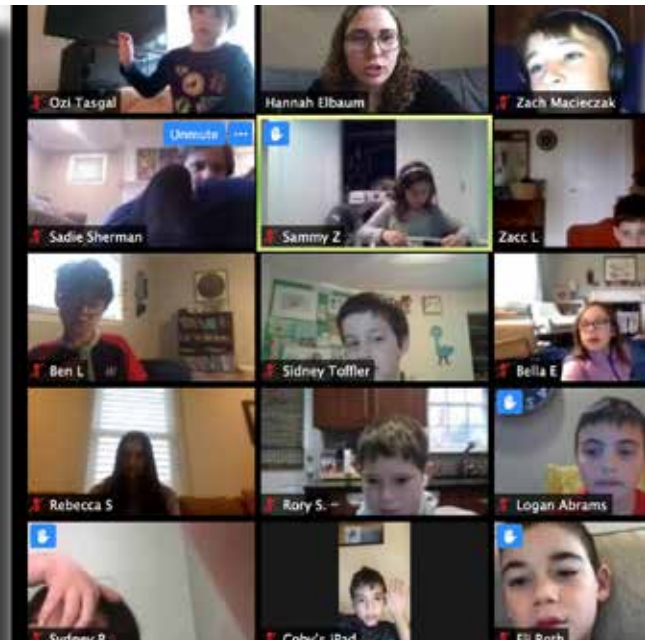 Ozi Tasgal
Hannah Elbaum
Zach Macieczak
Unmute ...
Sadie Sherman
Sammy Z
Zacc L
Ben L
Sidney Toffler
Bella E
Rebecca S
Rory S. ~
Logan Abrams
Sydney R
Coby's iPad
Eli Roth